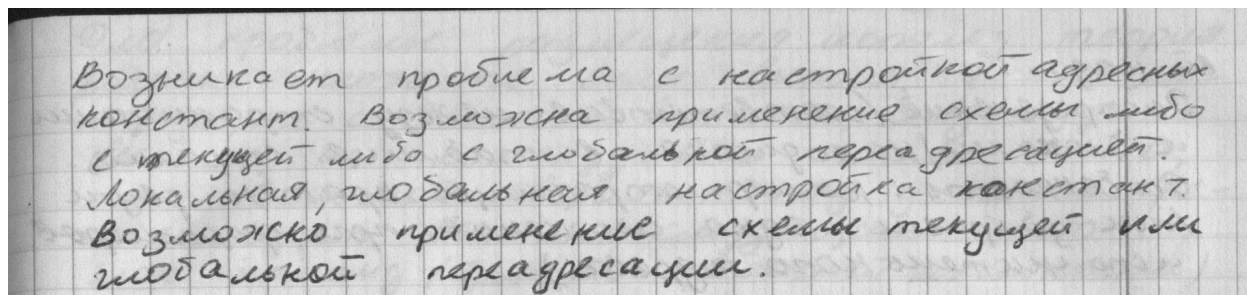 Возникает проблема с настройкой адресных
констант. Возможна применение схемы либо
с текущей либо с глобальной переадресацией.
Локальная, глобальная настройка констант.
Возможно применение схемы текущей или
глобальной переадресации.